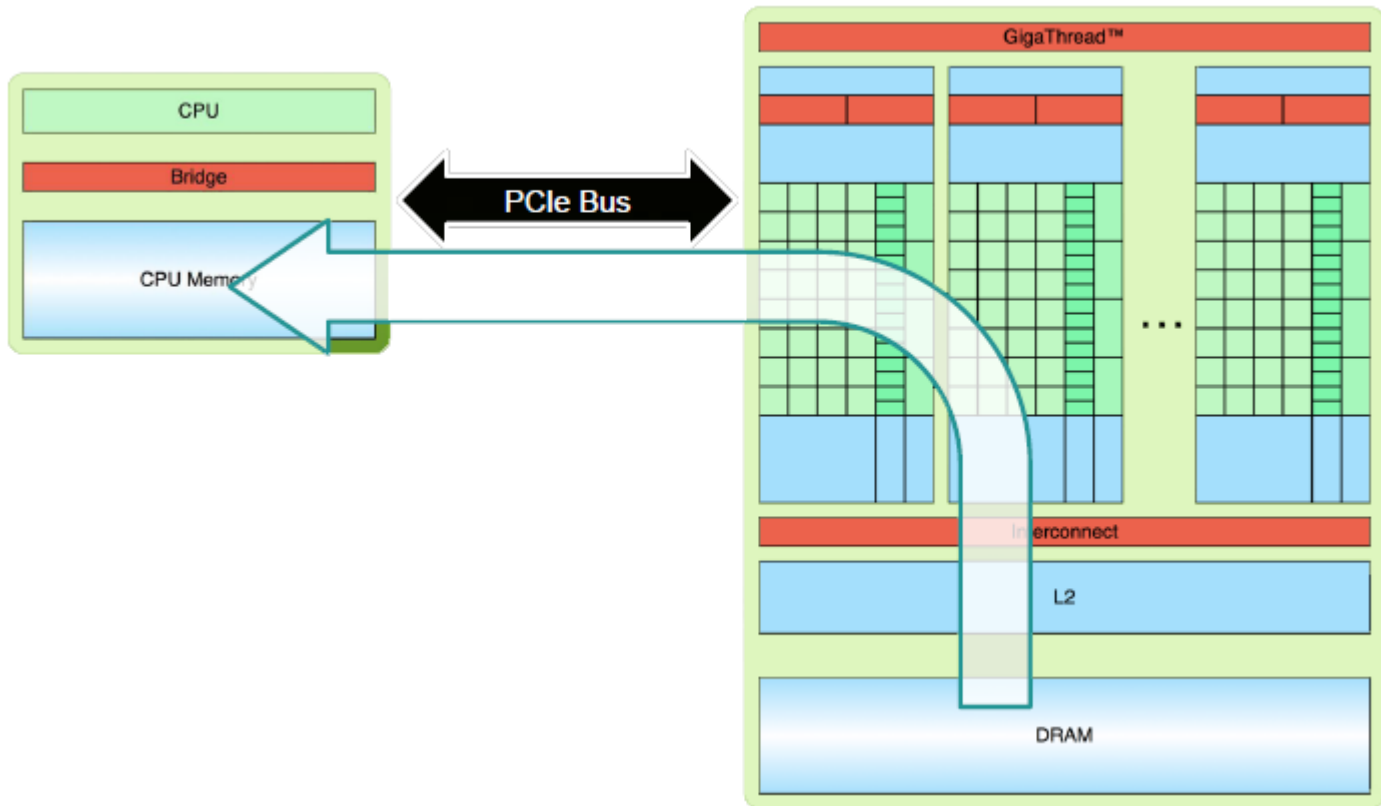 GigaThread™
CPU
Bridge
PCIe Bus
CPU Memory
...
Interconnect
L2
DRAM